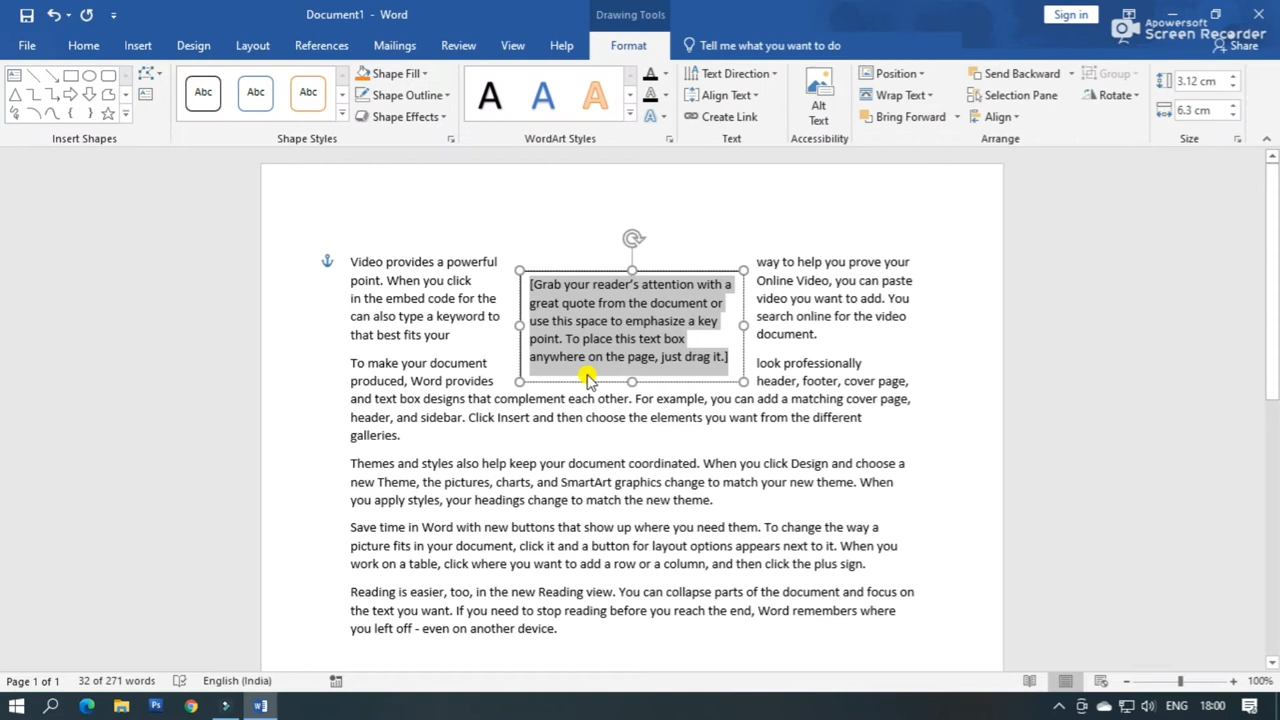 Document1 - Word
Drawing Tools
Sign in
Apowersoft
Screen Recorder
File Home Insert Design Layout References Mailings Review View Help Format Tell me what you want to do Share
Abc Abc Abc
Shape Fill
Shape Outline
Shape Effects
A A A
Text Direction
Align Text
Create Link
Alt
Text
Position
Wrap Text
Bring Forward
Send Backward
Selection Pane
Align
Group
Rotate
3.12 cm
6.3 cm
Insert Shapes Shape Styles WordArt Styles Text Accessibility Arrange Size
Video provides a powerful way to help you prove your
point. When you click Online Video, you can paste
in the embed code for the video you want to add. You
can also type a keyword to search online for the video
that best fits your document.
[Grab your reader's attention with a
great quote from the document or
use this space to emphasize a key
point. To place this text box
anywhere on the page, just drag it.]
To make your document look professionally
produced, Word provides header, footer, cover page,
and text box designs that complement each other. For example, you can add a matching cover page,
header, and sidebar. Click Insert and then choose the elements you want from the different
galleries.
Themes and styles also help keep your document coordinated. When you click Design and choose a
new Theme, the pictures, charts, and SmartArt graphics change to match your new theme. When
you apply styles, your headings change to match the new theme.
Save time in Word with new buttons that show up where you need them. To change the way a
picture fits in your document, click it and a button for layout options appears next to it. When you
work on a table, click where you want to add a row or a column, and then click the plus sign.
Reading is easier, too, in the new Reading view. You can collapse parts of the document and focus on
the text you want. If you need to stop reading before you reach the end, Word remembers where
you left off - even on another device.
Page 1 of 1 32 of 271 words English (India) 100%
ENG 18:00